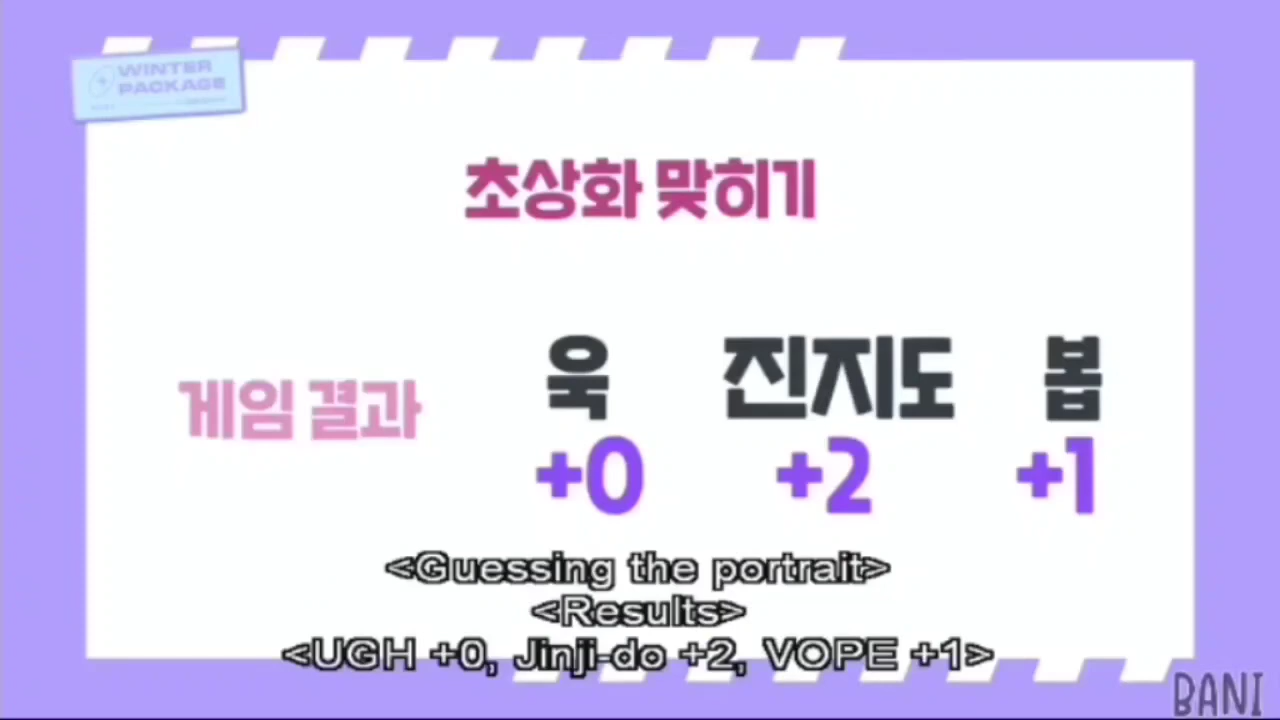 WINTER
PACKAGE
초상화 맞히기
게임 결과
욱 진지도 봅
+0 +2 +1
<Guessing the portrait>
<Results>
<UGH +0, Jinji-do +2, VOPE +1>
BANI